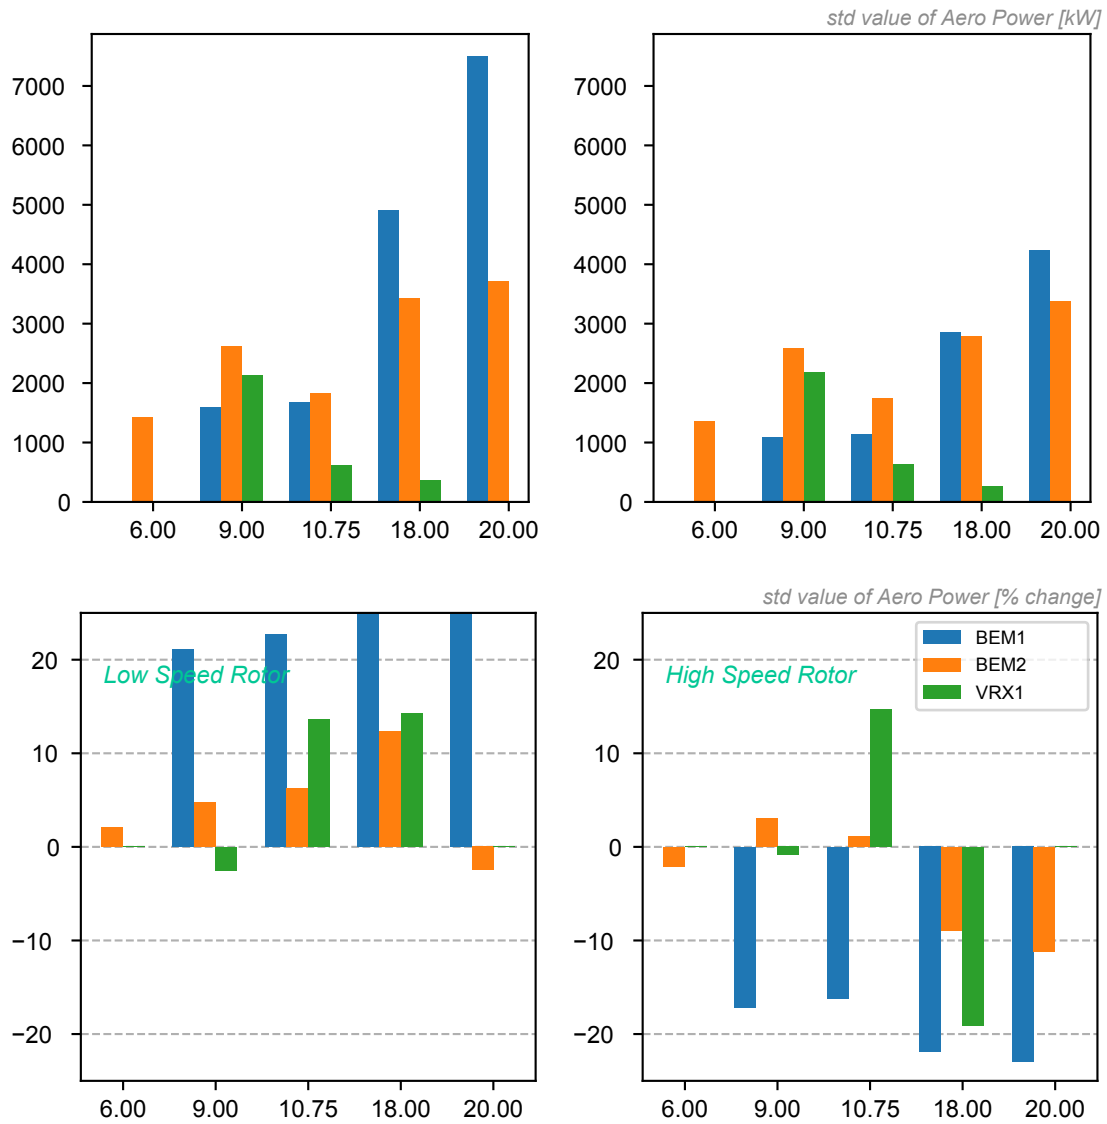 std value of Aero Power [kW]
7000
6000
5000
4000
3000
2000
1000
0
6.00 9.00 10.75 18.00 20.00
7000
6000
5000
4000
3000
2000
1000
0
6.00 9.00 10.75 18.00 20.00
std value of Aero Power [% change]
Low Speed Rotor
20
10
0
−10
−20
6.00 9.00 10.75 18.00 20.00
High Speed Rotor
BEM1
BEM2
VRX1
20
10
0
−10
−20
6.00 9.00 10.75 18.00 20.00